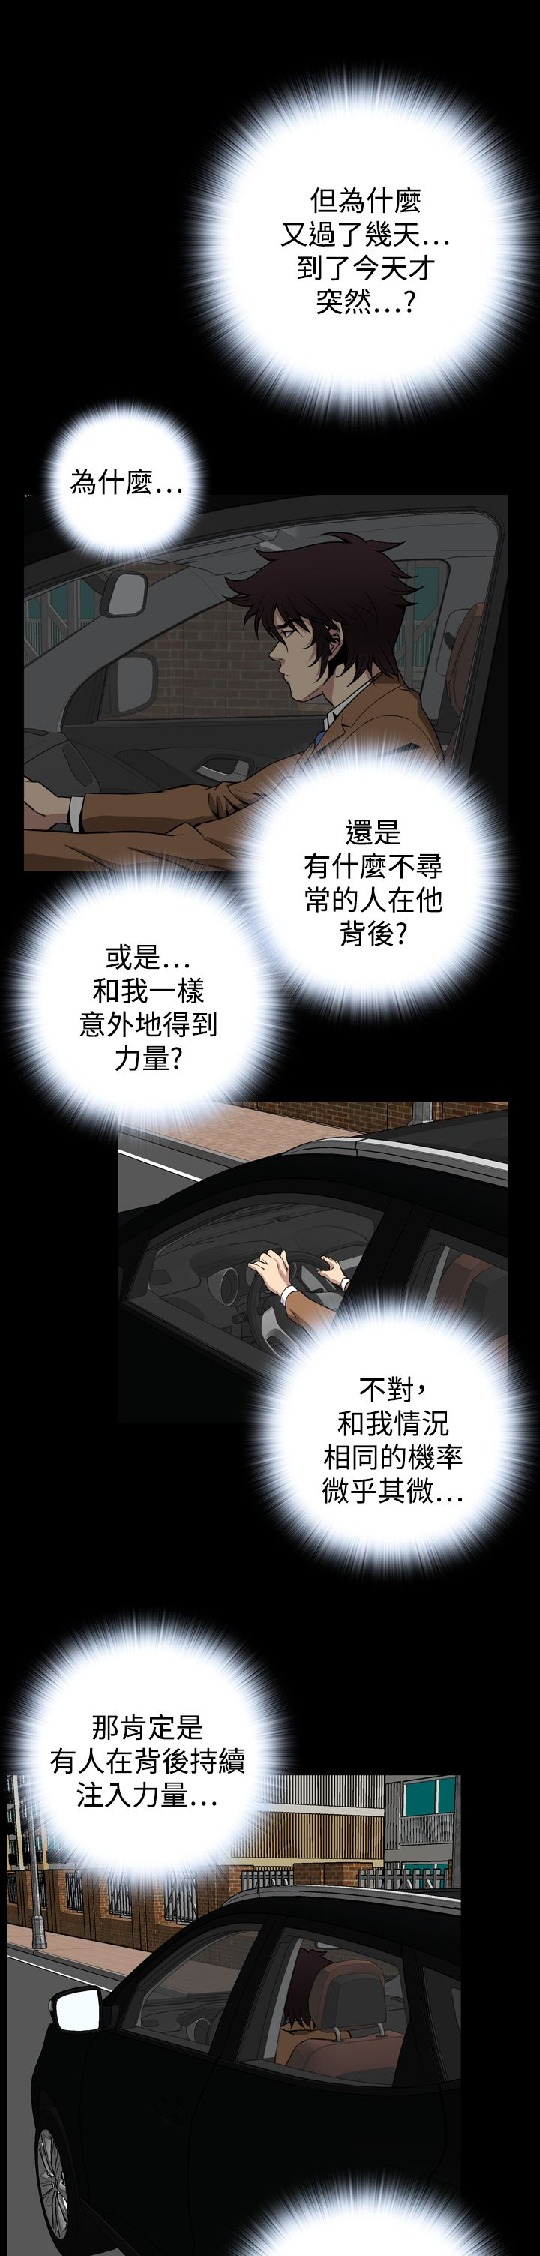 但為什麼
又過了幾天...
到了今天才
突然...?
為什麼...
還是
有什麼不尋
常的人在他
背後?
或是...
和我一樣
意外地得到
力量?
不對，
和我情況
相同的機率
微乎其微...
那肯定是
有人在背後持續
注入力量...